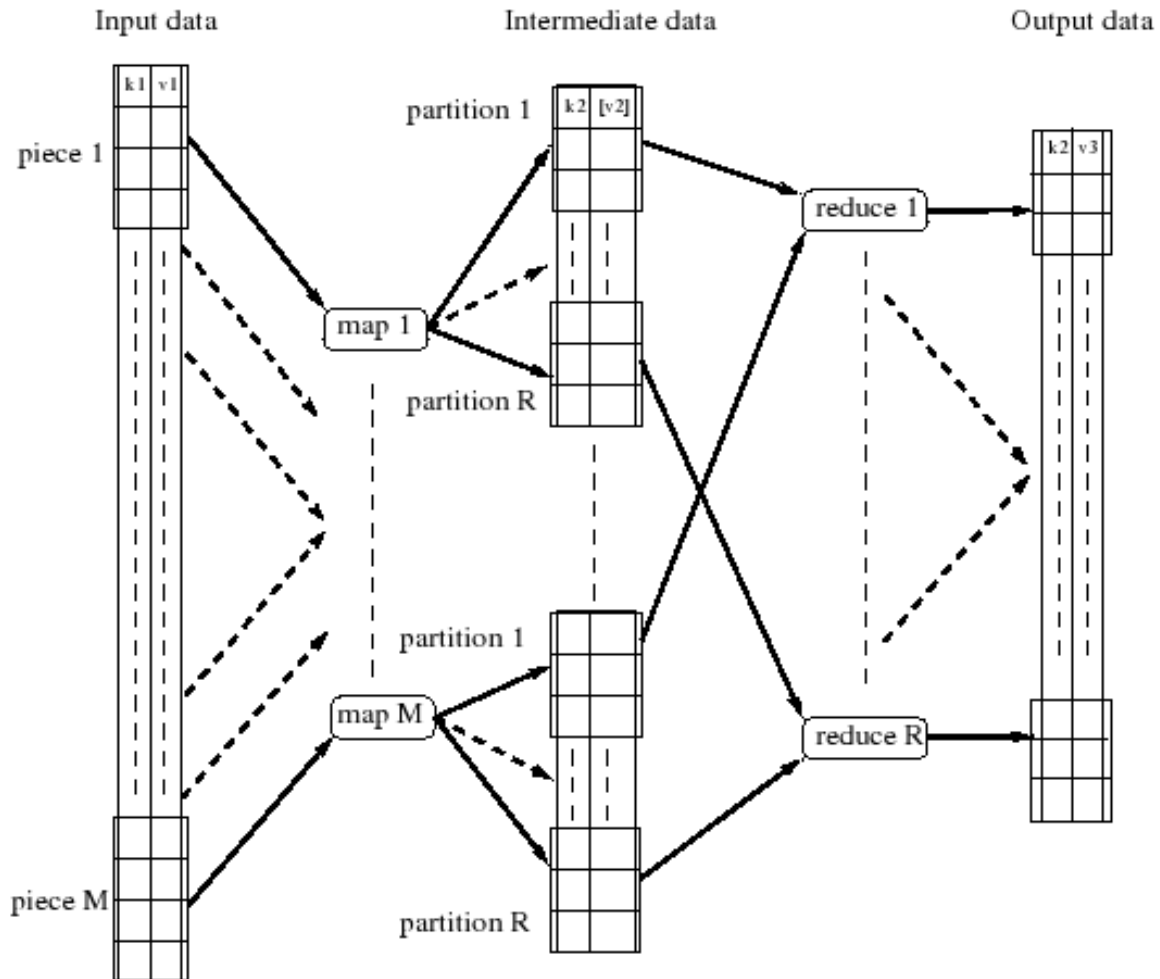 Input data
Intermediate data
Output data
k1 v1
partition 1
k2 [v2]
k2 v3
piece 1
reduce 1
map 1
partition R
partition 1
map M
reduce R
piece M
partition R